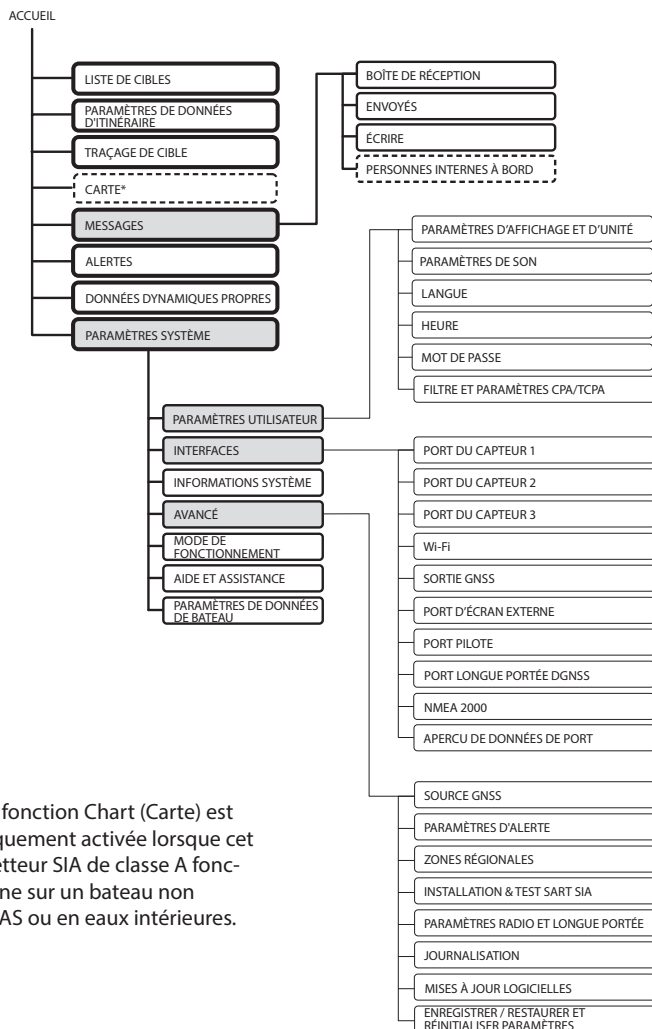 ACCUEIL
LISTE DE CIBLES
PARAMÈTRES DE DONNÉES
D'ITINÉRAIRE
TRAÇAGE DE CIBLE
CARTE*
MESSAGES
ALERTES
DONNÉES DYNAMIQUES PROPRES
PARAMÈTRES SYSTÈME
BOÎTE DE RÉCEPTION
ENVOYÉS
ÉCRIRE
PERSONNES INTERNES À BORD
PARAMÈTRES UTILISATEUR
INTERFACES
INFORMATIONS SYSTÈME
AVANCÉ
MODE DE
FONCTIONNEMENT
AIDE ET ASSISTANCE
PARAMÈTRES DE DONNÉES
DE BATEAU
PARAMÈTRES D'AFFICHAGE ET D'UNITÉ
PARAMÈTRES DE SON
LANGUE
HEURE
MOT DE PASSE
FILTRE ET PARAMÈTRES CPA/TCPA
PORT DU CAPTEUR 1
PORT DU CAPTEUR 2
PORT DU CAPTEUR 3
Wi-Fi
SORTIE GNSS
PORT D'ÉCRAN EXTERNE
PORT PILOTE
PORT LONGUE PORTÉE DGNSS
NMEA 2000
APERCU DE DONNÉES DE PORT
SOURCE GNSS
PARAMÈTRES D'ALERTE
ZONES RÉGIONALES
INSTALLATION & TEST SART SIA
PARAMÈTRES RADIO ET LONGUE PORTÉE
JOURNALISATION
MISES À JOUR LOGICIELLES
ENREGISTRER / RESTAURER ET
RÉINITIALISER PARAMÈTRES
fonction Chart (Carte) est
quement activée lorsque cet
etteur SIA de classe A fonc-
ne sur un bateau non
AS ou en eaux intérieures.